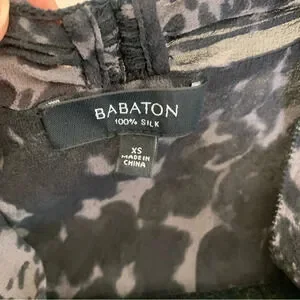 BABATON
100% SILK
XS
MADE IN
CHINA